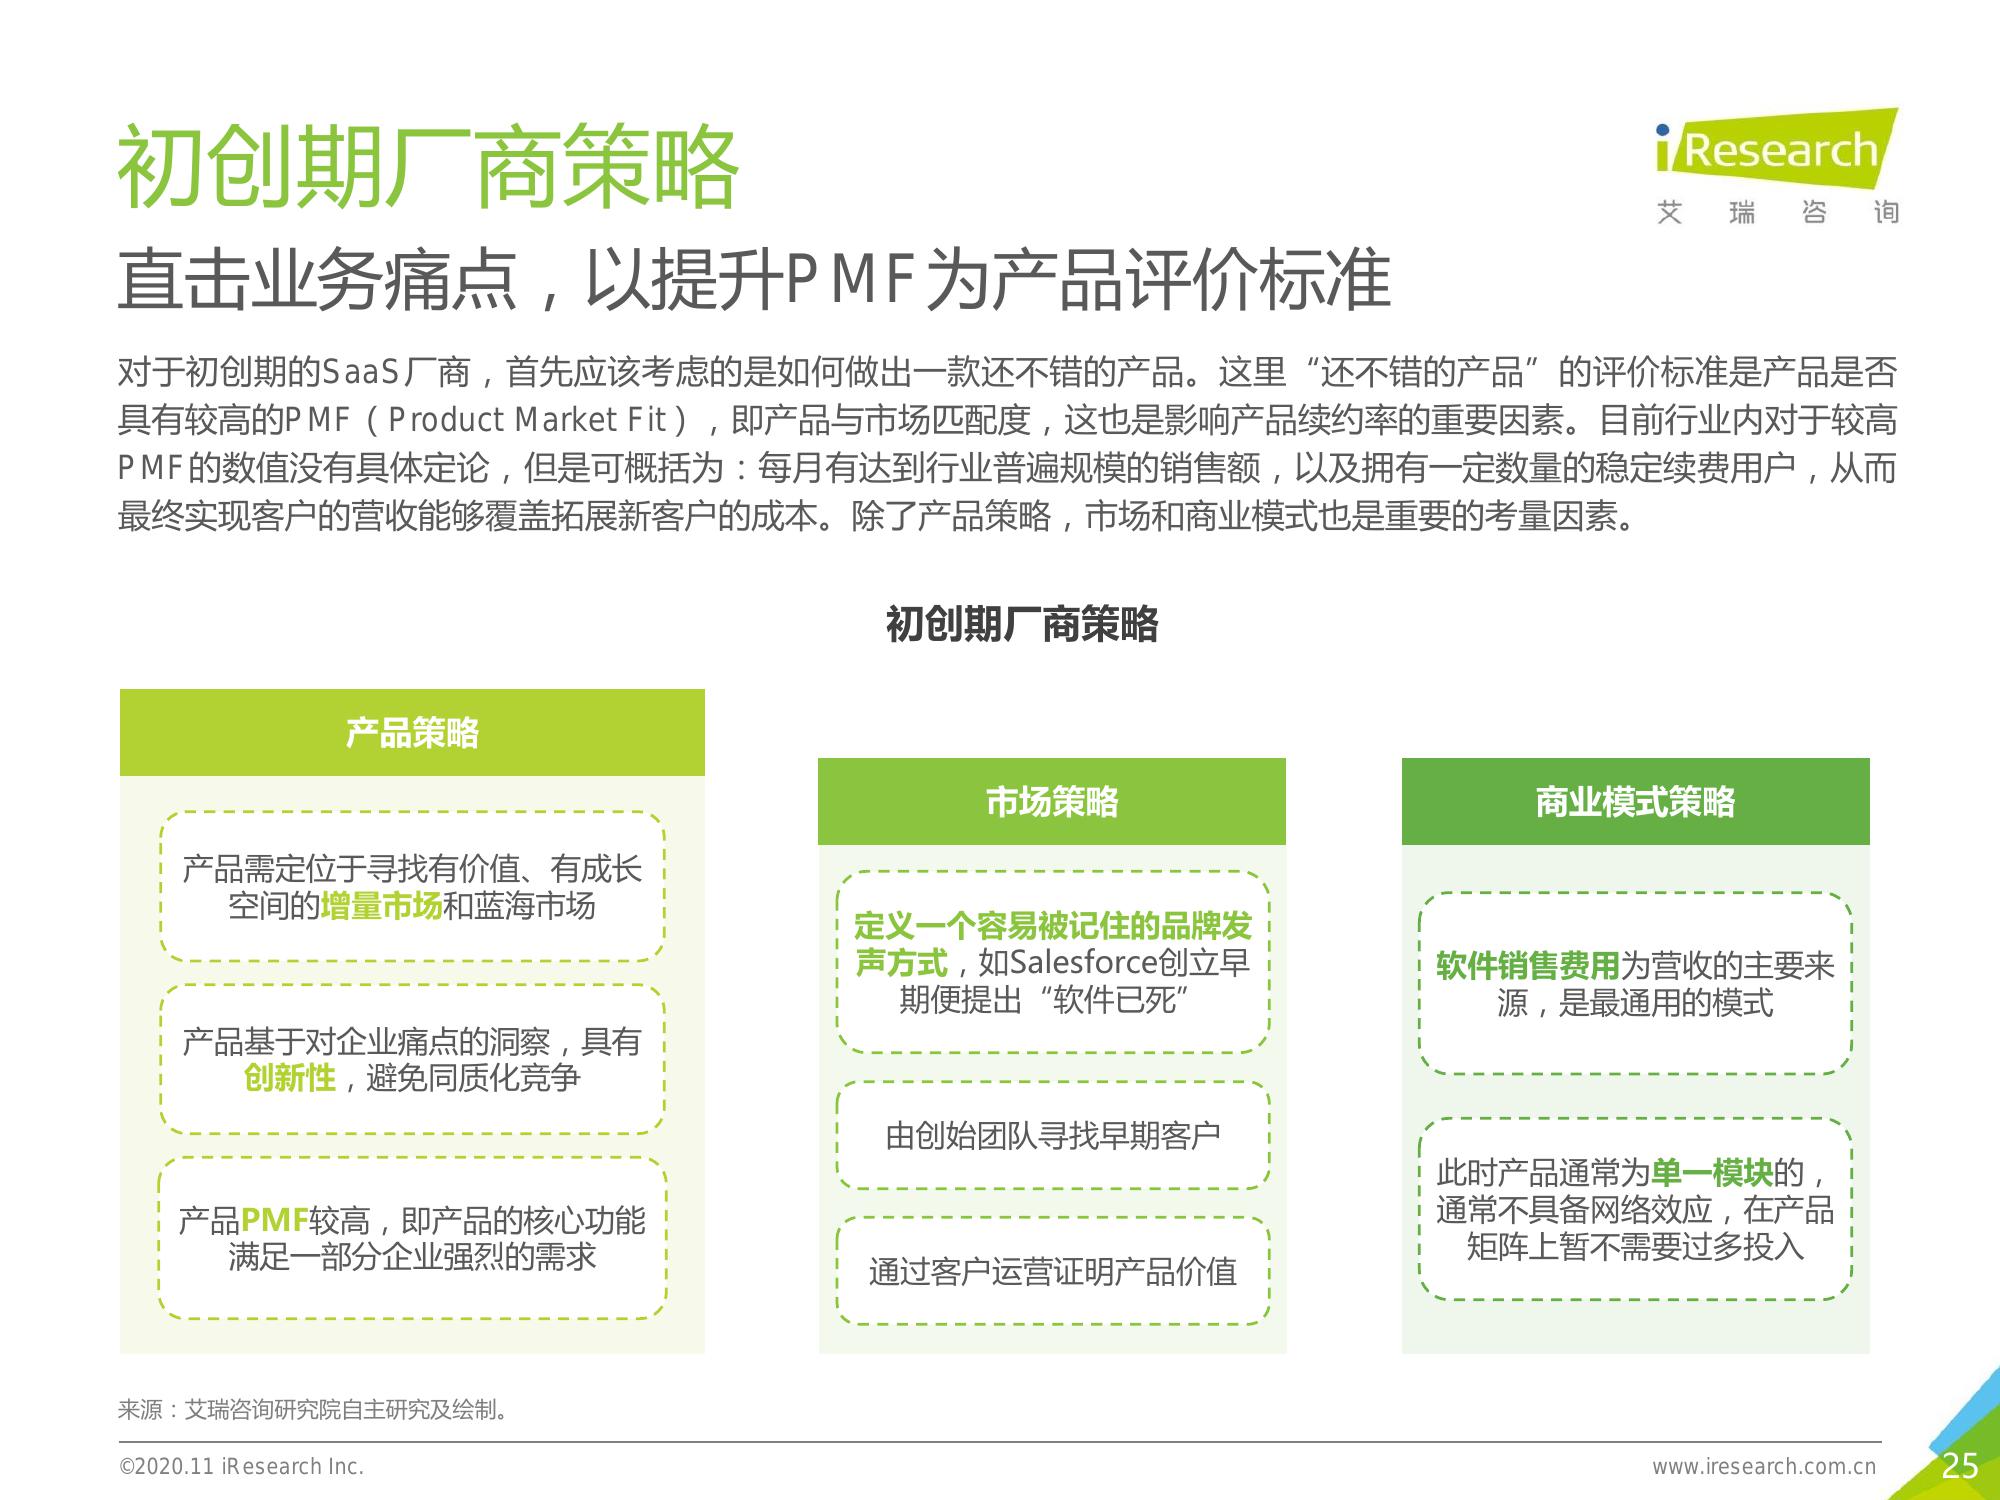 初创期厂商策略
iResearch
艾瑞咨询
直击业务痛点，以提升PMF为产品评价标准
对于初创期的SaaS厂商，首先应该考虑的是如何做出一款还不错的产品。这里“还不错的产品”的评价标准是产品是否
具有较高的PMF（Product Market Fit），即产品与市场匹配度，这也是影响产品续约率的重要因素。目前行业内对于较高
PMF的数值没有具体定论，但是可概括为：每月有达到行业普遍规模的销售额，以及拥有一定数量的稳定续费用户，从而
最终实现客户的营收能够覆盖拓展新客户的成本。除了产品策略，市场和商业模式也是重要的考量因素。
初创期厂商策略
产品策略
产品需定位于寻找有价值、有成长
空间的增量市场和蓝海市场
产品基于对企业痛点的洞察，具有
创新性，避免同质化竞争
产品PMF较高，即产品的核心功能
满足一部分企业强烈的需求
市场策略
定义一个容易被记住的品牌发
声方式，如Salesforce创立早
期便提出“软件已死”
由创始团队寻找早期客户
通过客户运营证明产品价值
商业模式策略
软件销售费用为营收的主要来
源，是最通用的模式
此时产品通常为单一模块的，
通常不具备网络效应，在产品
矩阵上暂不需要过多投入
来源：艾瑞咨询研究院自主研究及绘制。
©2020.11 iResearch Inc.
www.iresearch.com.cn
25